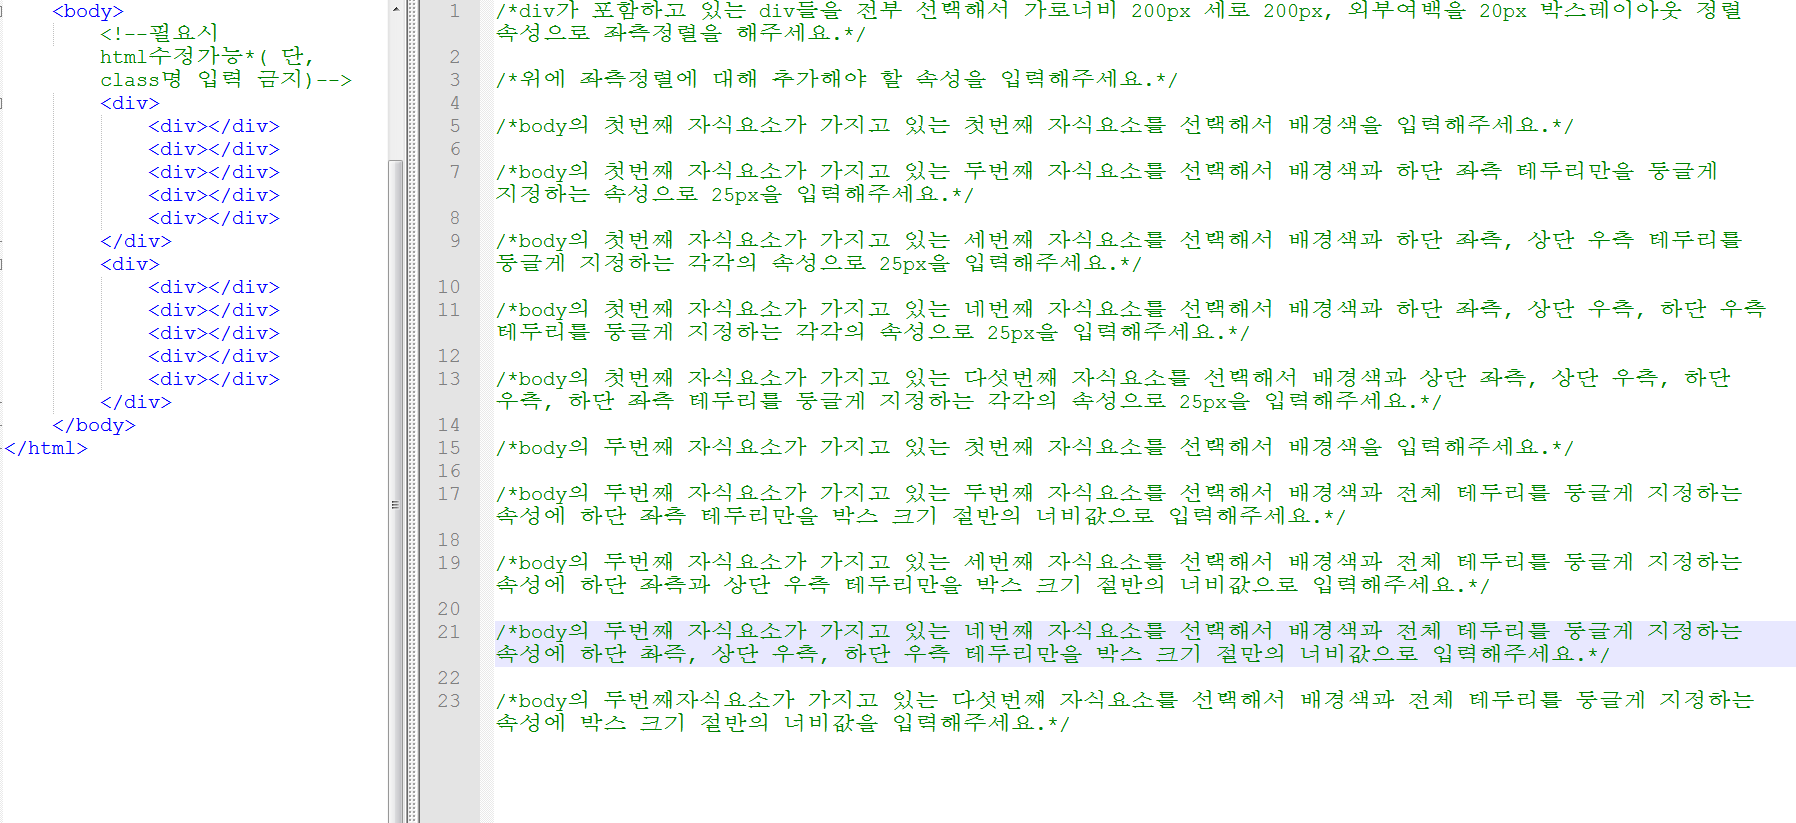 <body>
<!--필요시
html수정가능*( 단,
class명 입력 금지)-->
<div>
<div></div>
<div></div>
<div></div>
<div></div>
<div></div>
</div>
<div>
<div></div>
<div></div>
<div></div>
<div></div>
<div></div>
</div>
</body>
</html>
1 /*div가 포함하고 있는 div들을 전부 선택해서 가로너비 200px 세로 200px, 외부여백을 20px 박스레이아웃 정렬
속성으로 좌측정렬을 해주세요.*/
2
3 /*위에 좌측정렬에 대해 추가해야 할 속성을 입력해주세요.*/
4
5 /*body의 첫번째 자식요소가 가지고 있는 첫번째 자식요소를 선택해서 배경색을 입력해주세요.*/
6
7 /*body의 첫번째 자식요소가 가지고 있는 두번째 자식요소를 선택해서 배경색과 하단 좌측 테두리만을 둥글게
지정하는 속성으로 25px을 입력해주세요.*/
8
9 /*body의 첫번째 자식요소가 가지고 있는 세번째 자식요소를 선택해서 배경색과 하단 좌측, 상단 우측 테두리를
둥글게 지정하는 각각의 속성으로 25px을 입력해주세요.*/
10
11 /*body의 첫번째 자식요소가 가지고 있는 네번째 자식요소를 선택해서 배경색과 하단 좌측, 상단 우측, 하단 우측
테두리를 둥글게 지정하는 각각의 속성으로 25px을 입력해주세요.*/
12
13 /*body의 첫번째 자식요소가 가지고 있는 다섯번째 자식요소를 선택해서 배경색과 상단 좌측, 상단 우측, 하단
우측, 하단 좌측 테두리를 둥글게 지정하는 각각의 속성으로 25px을 입력해주세요.*/
14
15 /*body의 두번째 자식요소가 가지고 있는 첫번째 자식요소를 선택해서 배경색을 입력해주세요.*/
16
17 /*body의 두번째 자식요소가 가지고 있는 두번째 자식요소를 선택해서 배경색과 전체 테두리를 둥글게 지정하는
속성에 하단 좌측 테두리만을 박스 크기 절반의 너비값으로 입력해주세요.*/
18
19 /*body의 두번째 자식요소가 가지고 있는 세번째 자식요소를 선택해서 배경색과 전체 테두리를 둥글게 지정하는
속성에 하단 좌측과 상단 우측 테두리만을 박스 크기 절반의 너비값으로 입력해주세요.*/
20
21 /*body의 두번째 자식요소가 가지고 있는 네번째 자식요소를 선택해서 배경색과 전체 테두리를 둥글게 지정하는
속성에 하단 좌즉, 상단 우측, 하단 우측 테두리만을 박스 크기 절만의 너비값으로 입력해주세요.*/
22
23 /*body의 두번째자식요소가 가지고 있는 다섯번째 자식요소를 선택해서 배경색과 전체 테두리를 둥글게 지정하는
속성에 박스 크기 절반의 너비값을 입력해주세요.*/